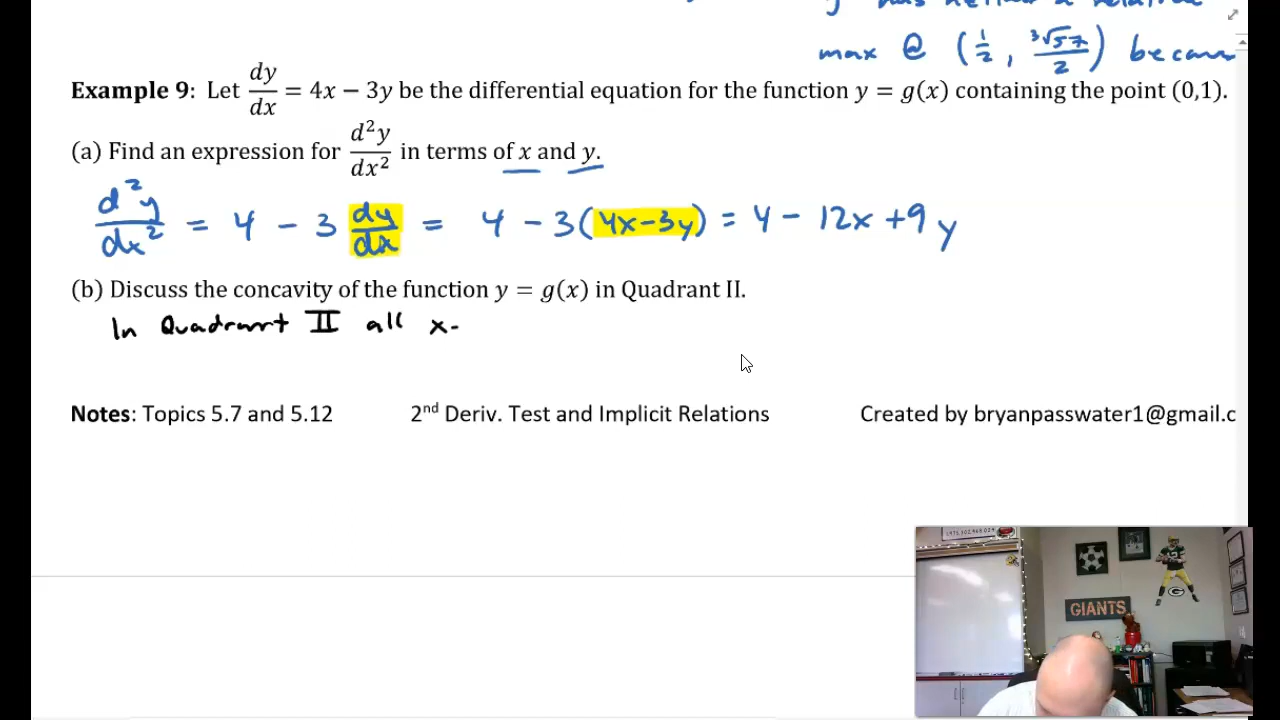 max @ (1/2, ³√57/2) becau
Example 9: Let dy/dx = 4x − 3y be the differential equation for the function y = g(x) containing the point (0,1).
(a) Find an expression for d²y/dx² in terms of x and y.
d²y/dx² = 4 − 3 dy/dx = 4 − 3(4x−3y) = 4 − 12x + 9y
(b) Discuss the concavity of the function y = g(x) in Quadrant II.
In Quadrant II all x-
Notes: Topics 5.7 and 5.12 2nd Deriv. Test and Implicit Relations Created by bryanpasswater1@gmail.c
GIANTS